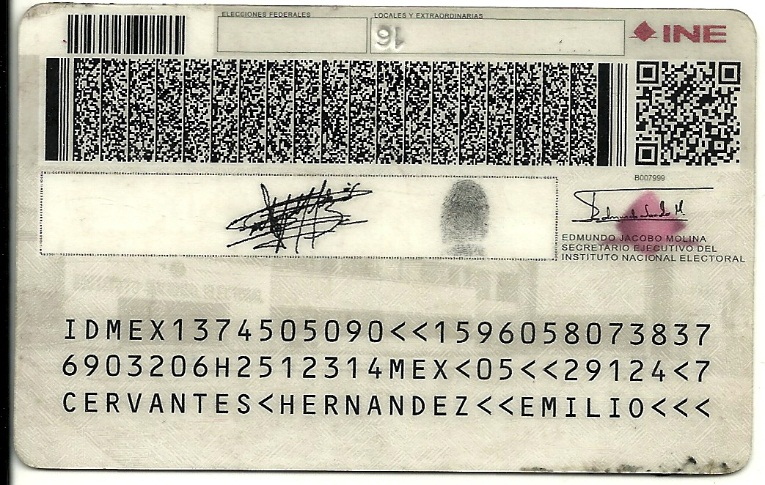 ELECCIONES FEDERALES
LOCALES Y EXTRAORDINARIAS
16
INE
B007999
EDMUNDO JACOBO MOLINA
SECRETARIO EJECUTIVO DEL
INSTITUTO NACIONAL ELECTORAL
IDMEX1374505090<<1596058073837
6903206H2512314MEX<05<<29124<7
CERVANTES<HERNANDEZ<<EMILIO<<<